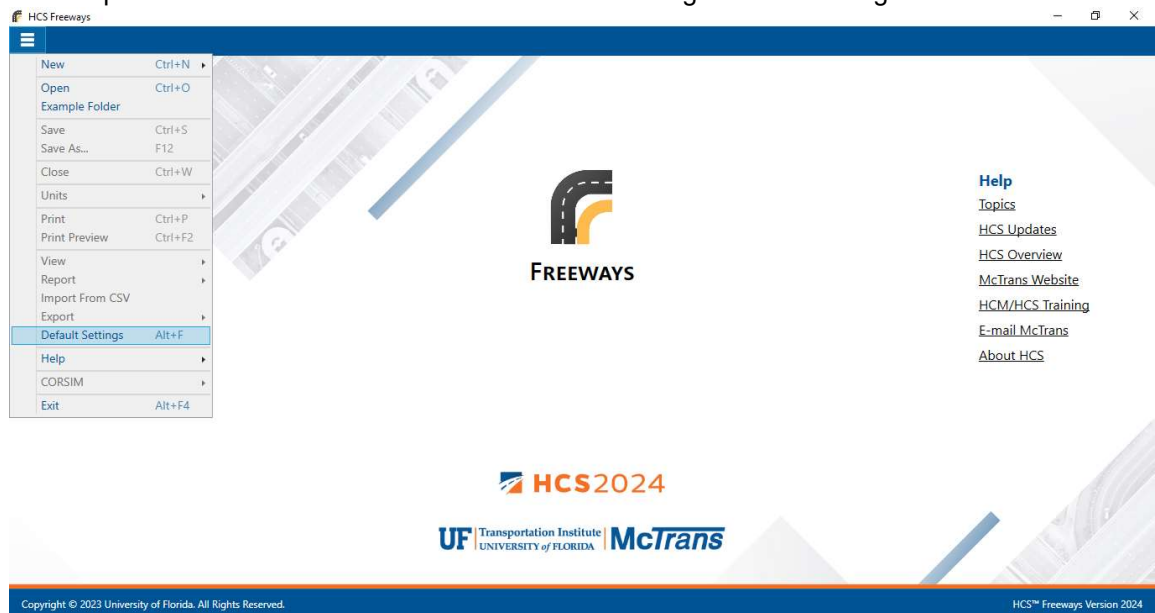 HCS Freeways
New Ctrl+N
Open Ctrl+O
Example Folder
Save Ctrl+S
Save As... F12
Close Ctrl+W
Units
Print Ctrl+P
Print Preview Ctrl+F2
View
Report
Import From CSV
Export
Default Settings Alt+F
Help
CORSIM
Exit Alt+F4
FREEWAYS
Help
Topics
HCS Updates
HCS Overview
McTrans Website
HCM/HCS Training
E-mail McTrans
About HCS
HCS2024
UF Transportation Institute McTrans
UNIVERSITY of FLORIDA
Copyright © 2023 University of Florida. All Rights Reserved. HCS™ Freeways Version 2024